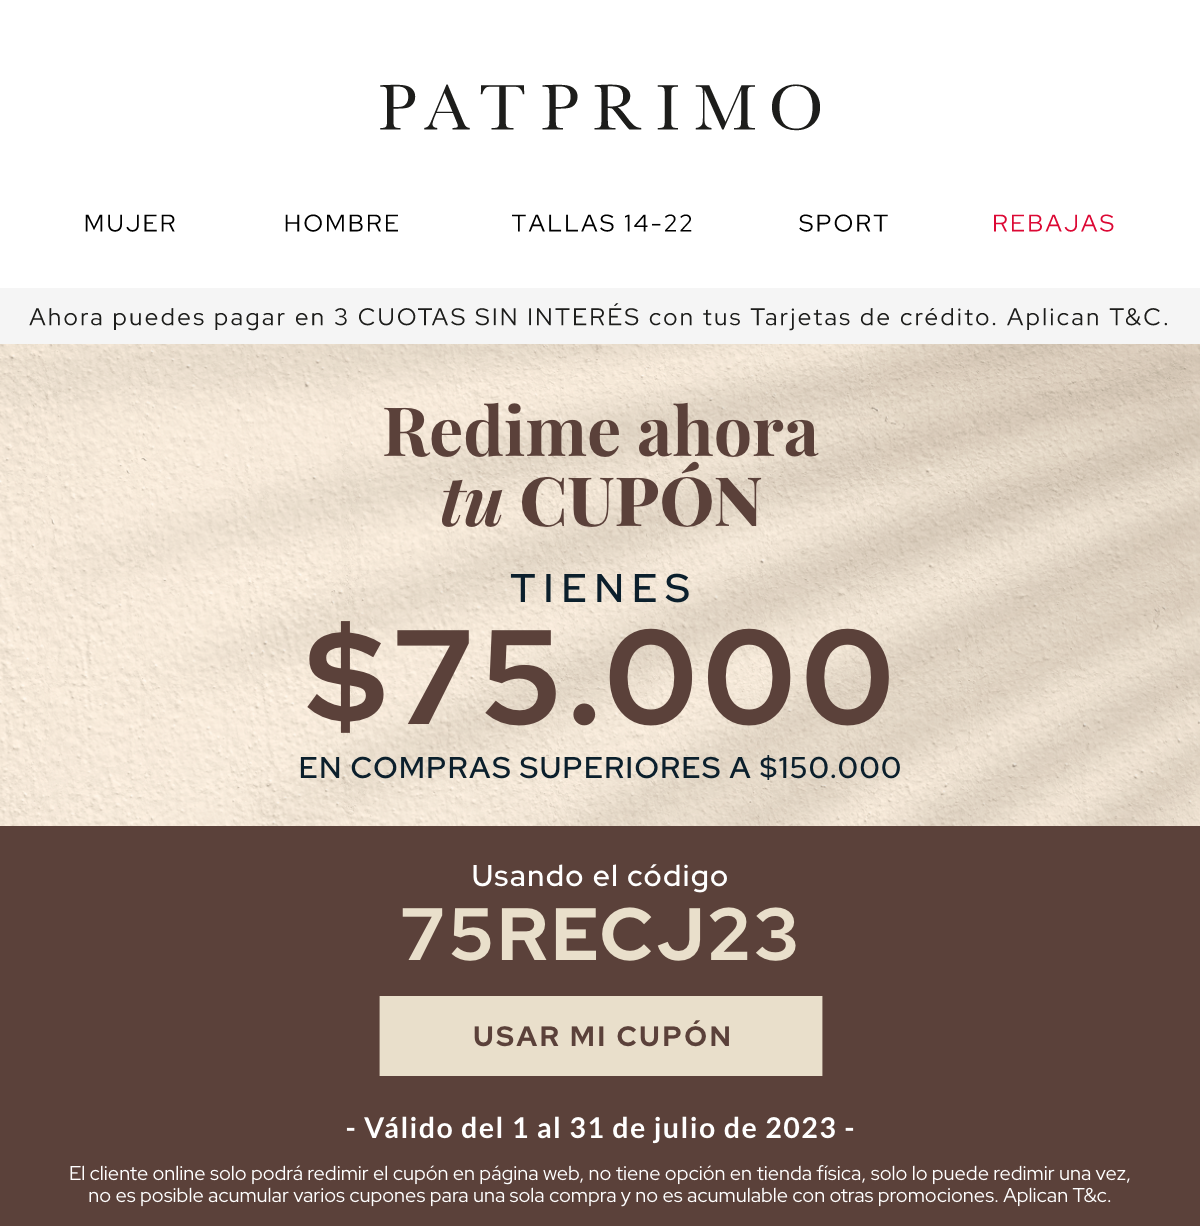 PATPRIMO
MUJER HOMBRE TALLAS 14-22 SPORT REBAJAS
Ahora puedes pagar en 3 CUOTAS SIN INTERÉS con tus Tarjetas de crédito. Aplican T&C.
Redime ahora
tu CUPÓN
TIENES
$75.000
EN COMPRAS SUPERIORES A $150.000
Usando el código
75RECJ23
USAR MI CUPÓN
- Válido del 1 al 31 de julio de 2023 -
El cliente online solo podrá redimir el cupón en página web, no tiene opción en tienda física, solo lo puede redimir una vez,
no es posible acumular varios cupones para una sola compra y no es acumulable con otras promociones. Aplican T&c.